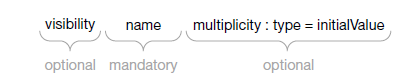 visibility name multiplicity : type = initialValue
optional mandatory optional